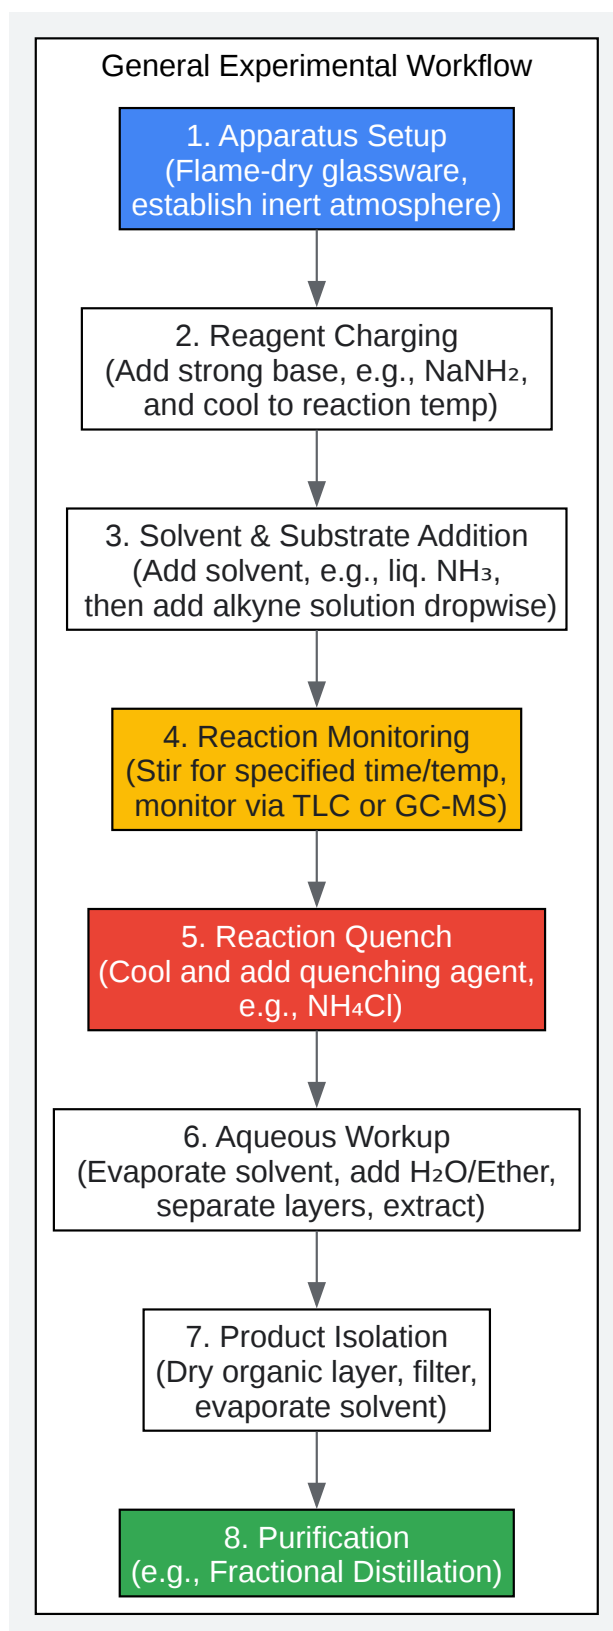 General Experimental Workflow
1. Apparatus Setup
(Flame-dry glassware,
establish inert atmosphere)
2. Reagent Charging
(Add strong base, e.g., NaNH₂,
and cool to reaction temp)
3. Solvent & Substrate Addition
(Add solvent, e.g., liq. NH₃,
then add alkyne solution dropwise)
4. Reaction Monitoring
(Stir for specified time/temp,
monitor via TLC or GC-MS)
5. Reaction Quench
(Cool and add quenching agent,
e.g., NH₄Cl)
6. Aqueous Workup
(Evaporate solvent, add H₂O/Ether,
separate layers, extract)
7. Product Isolation
(Dry organic layer, filter,
evaporate solvent)
8. Purification
(e.g., Fractional Distillation)